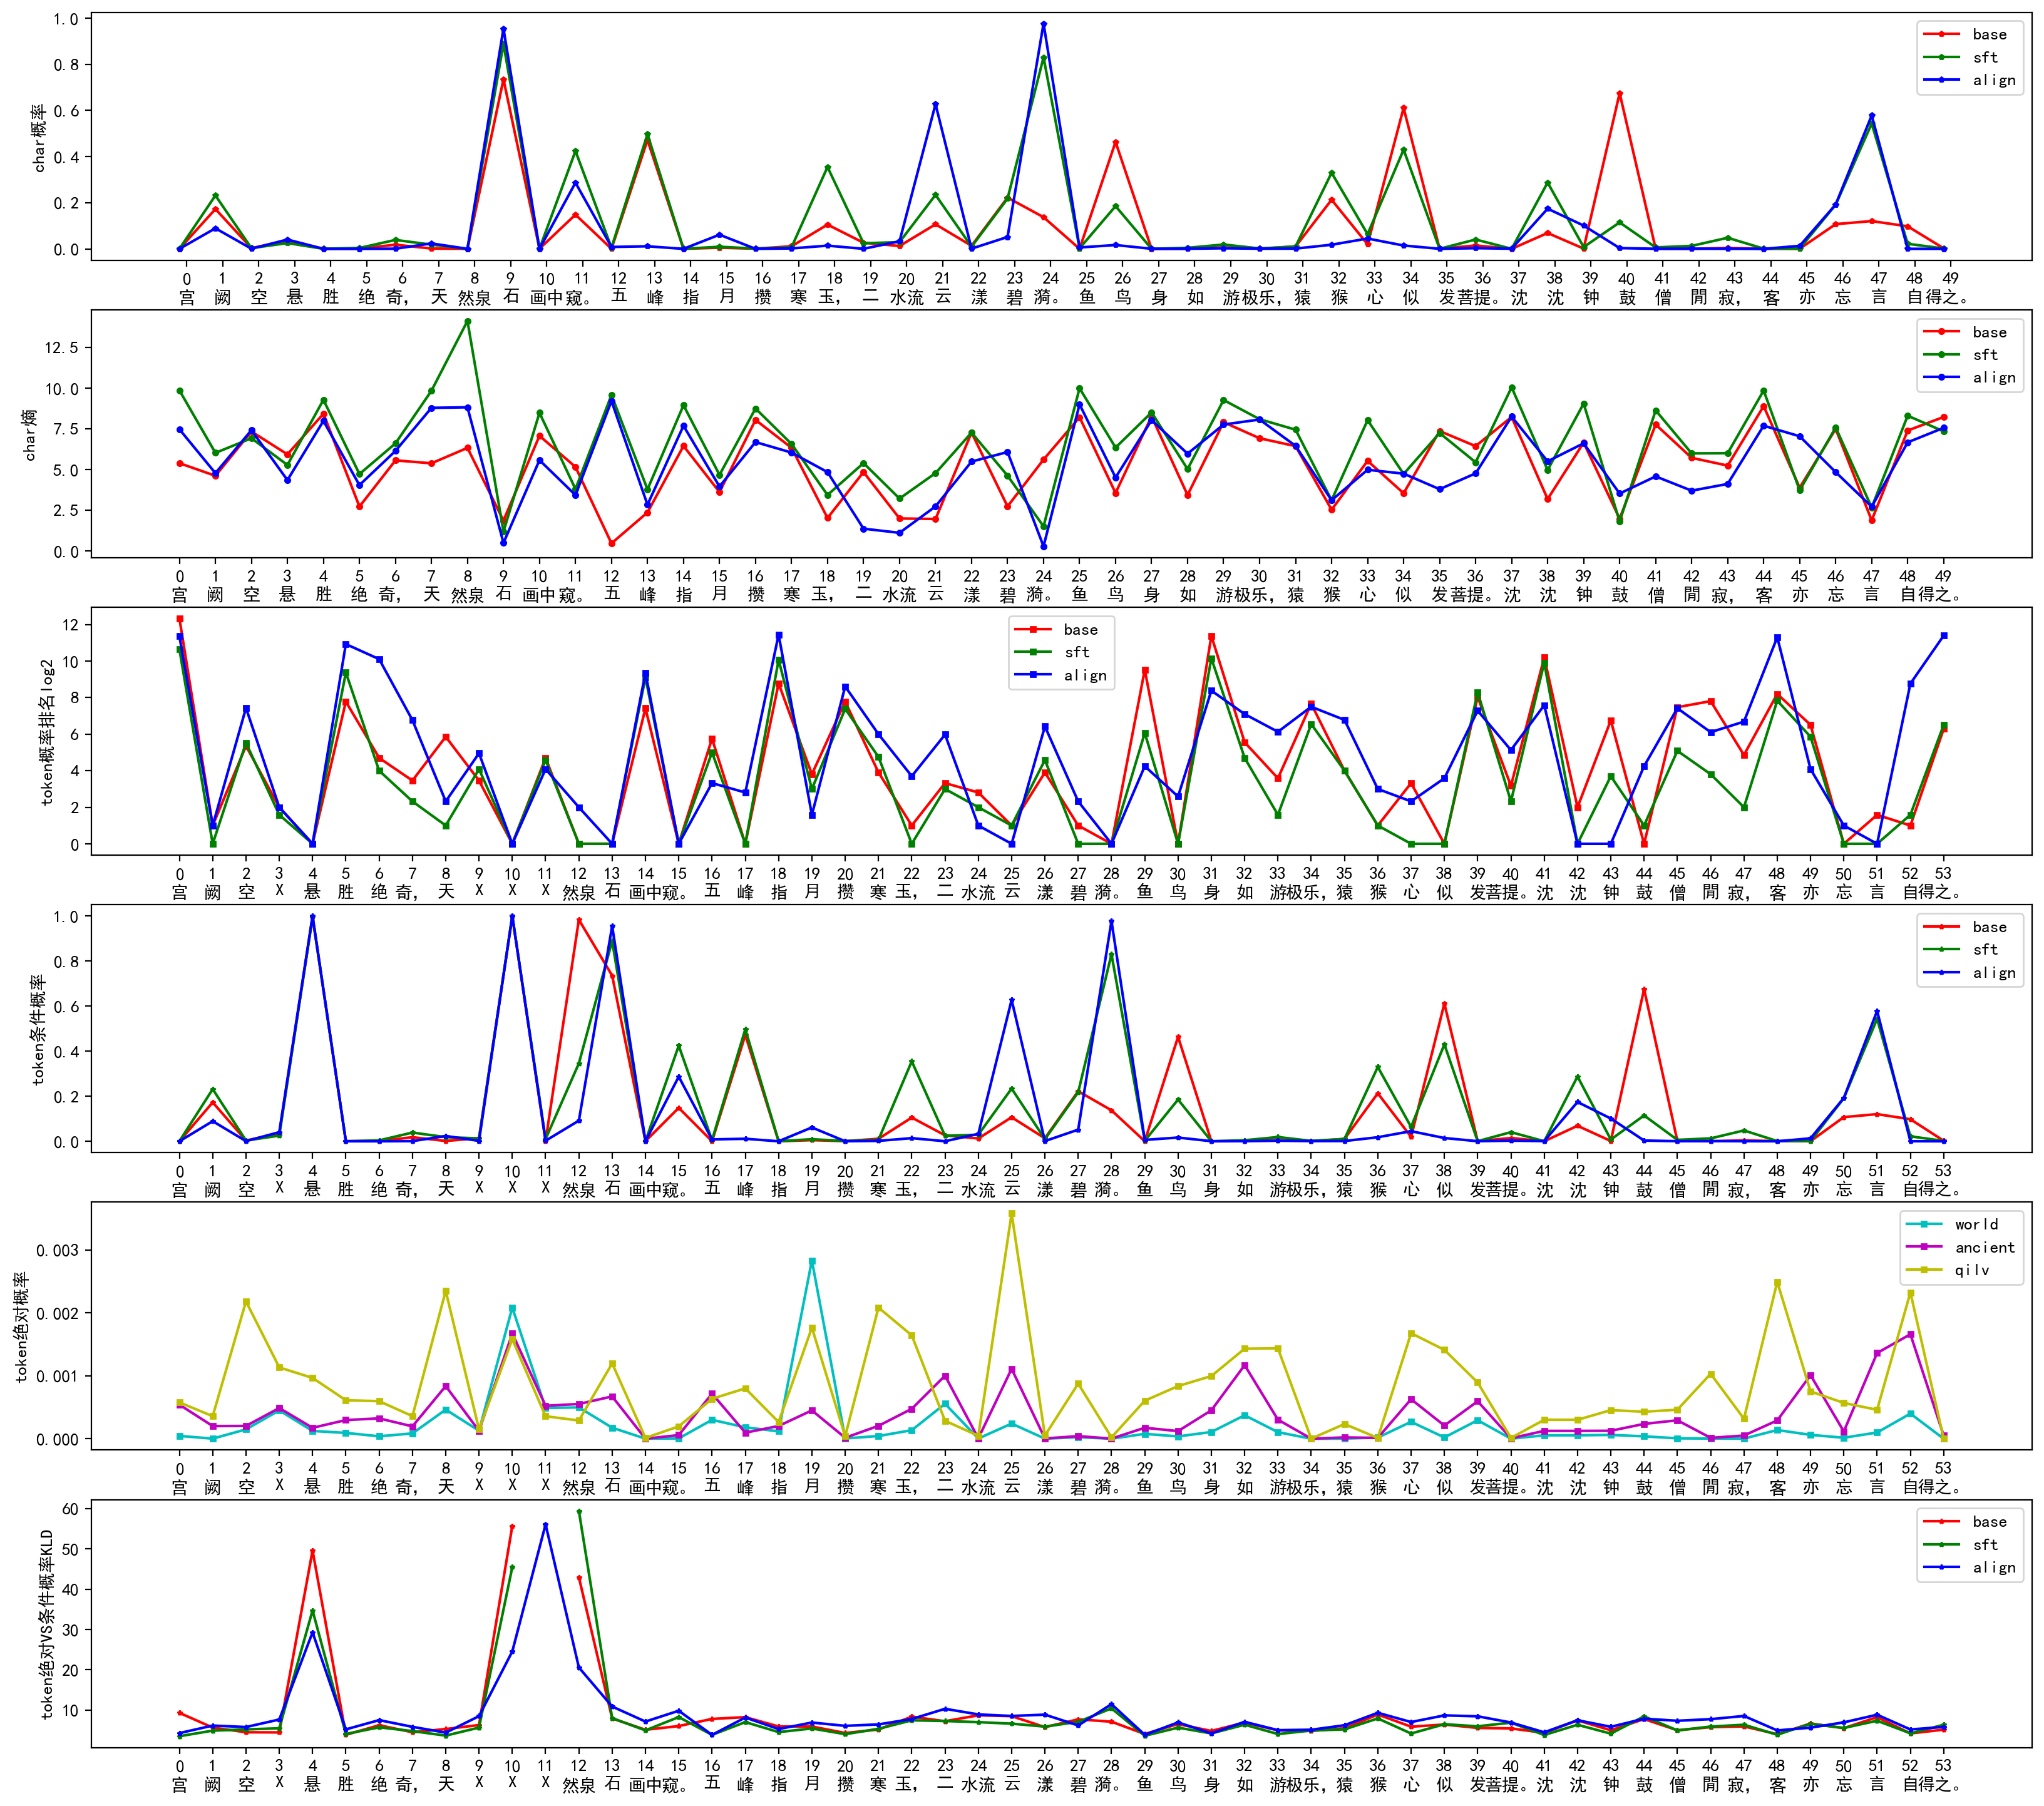 char概率
1.0
0.8
0.6
0.4
0.2
0.0
base
sft
align
0 1 2 3 4 5 6 7 8 9 10 11 12 13 14 15 16 17 18 19 20 21 22 23 24 25 26 27 28 29 30 31 32 33 34 35 36 37 38 39 40 41 42 43 44 45 46 47 48 49
宫 阙 空 悬 胜 绝 奇， 天 然泉 石 画中 窥。 五 峰 指 月 攒 寒 玉， 二 水流 云 漾 碧 漪。 鱼 鸟 身 如 游极乐，猿 猴 心 似 发菩提。沈 沈 钟 鼓 僧 閒 寂， 客 亦 忘 言 自得之。
char熵
12.5
10.0
7.5
5.0
2.5
0.0
base
sft
align
0 1 2 3 4 5 6 7 8 9 10 11 12 13 14 15 16 17 18 19 20 21 22 23 24 25 26 27 28 29 30 31 32 33 34 35 36 37 38 39 40 41 42 43 44 45 46 47 48 49
宫 阙 空 悬 胜 绝 奇， 天 然泉 石 画中 窥。 五 峰 指 月 攒 寒 玉， 二 水流 云 漾 碧 漪。 鱼 鸟 身 如 游极乐，猿 猴 心 似 发菩提。沈 沈 钟 鼓 僧 閒 寂， 客 亦 忘 言 自得之。
token概率排名log2
12
10
8
6
4
2
0
base
sft
align
0 1 2 3 4 5 6 7 8 9 10 11 12 13 14 15 16 17 18 19 20 21 22 23 24 25 26 27 28 29 30 31 32 33 34 35 36 37 38 39 40 41 42 43 44 45 46 47 48 49 50 51 52 53
宫 阙 空 X 悬 胜 绝 奇， 天 X X X 然泉 石 画中窥。 五 峰 指 月 攒 寒 玉， 二 水流 云 漾 碧 漪。 鱼 鸟 身 如 游极乐，猿 猴 心 似 发菩提。沈 沈 钟 鼓 僧 閒 寂， 客 亦 忘 言 自得之。
token条件概率
1.0
0.8
0.6
0.4
0.2
0.0
base
sft
align
0 1 2 3 4 5 6 7 8 9 10 11 12 13 14 15 16 17 18 19 20 21 22 23 24 25 26 27 28 29 30 31 32 33 34 35 36 37 38 39 40 41 42 43 44 45 46 47 48 49 50 51 52 53
宫 阙 空 X 悬 胜 绝 奇， 天 X X X 然泉 石 画中窥。 五 峰 指 月 攒 寒 玉， 二 水流 云 漾 碧 漪。 鱼 鸟 身 如 游极乐，猿 猴 心 似 发菩提。沈 沈 钟 鼓 僧 閒 寂， 客 亦 忘 言 自得之。
token绝对概率
0.003
0.002
0.001
0.000
world
ancient
qilv
0 1 2 3 4 5 6 7 8 9 10 11 12 13 14 15 16 17 18 19 20 21 22 23 24 25 26 27 28 29 30 31 32 33 34 35 36 37 38 39 40 41 42 43 44 45 46 47 48 49 50 51 52 53
宫 阙 空 X 悬 胜 绝 奇， 天 X X X 然泉 石 画中窥。 五 峰 指 月 攒 寒 玉， 二 水流 云 漾 碧 漪。 鱼 鸟 身 如 游极乐，猿 猴 心 似 发菩提。沈 沈 钟 鼓 僧 閒 寂， 客 亦 忘 言 自得之。
token绝对VS条件概率KLD
60
50
40
30
20
10
base
sft
align
0 1 2 3 4 5 6 7 8 9 10 11 12 13 14 15 16 17 18 19 20 21 22 23 24 25 26 27 28 29 30 31 32 33 34 35 36 37 38 39 40 41 42 43 44 45 46 47 48 49 50 51 52 53
宫 阙 空 X 悬 胜 绝 奇， 天 X X X 然泉 石 画中窥。 五 峰 指 月 攒 寒 玉， 二 水流 云 漾 碧 漪。 鱼 鸟 身 如 游极乐，猿 猴 心 似 发菩提。沈 沈 钟 鼓 僧 閒 寂， 客 亦 忘 言 自得之。